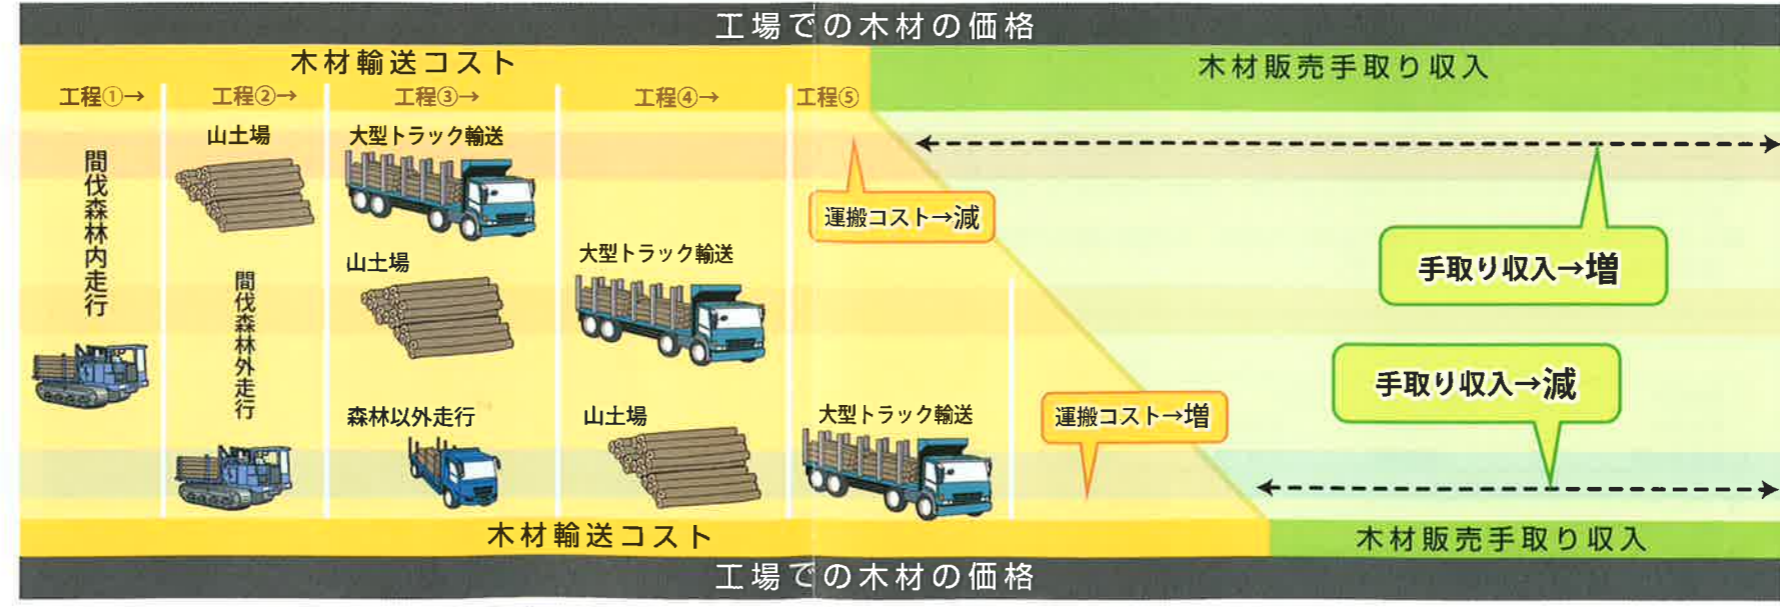 工場での木材の価格
木材輸送コスト
木材販売手取り収入
工程①→
工程②→
工程③→
工程④→
工程⑤
間伐森林内走行
山土場
大型トラック輸送
運搬コスト→減
手取り収入→増
間伐森林外走行
山土場
大型トラック輸送
手取り収入→減
森林以外走行
山土場
大型トラック輸送
運搬コスト→増
木材輸送コスト
木材販売手取り収入
工場での木材の価格